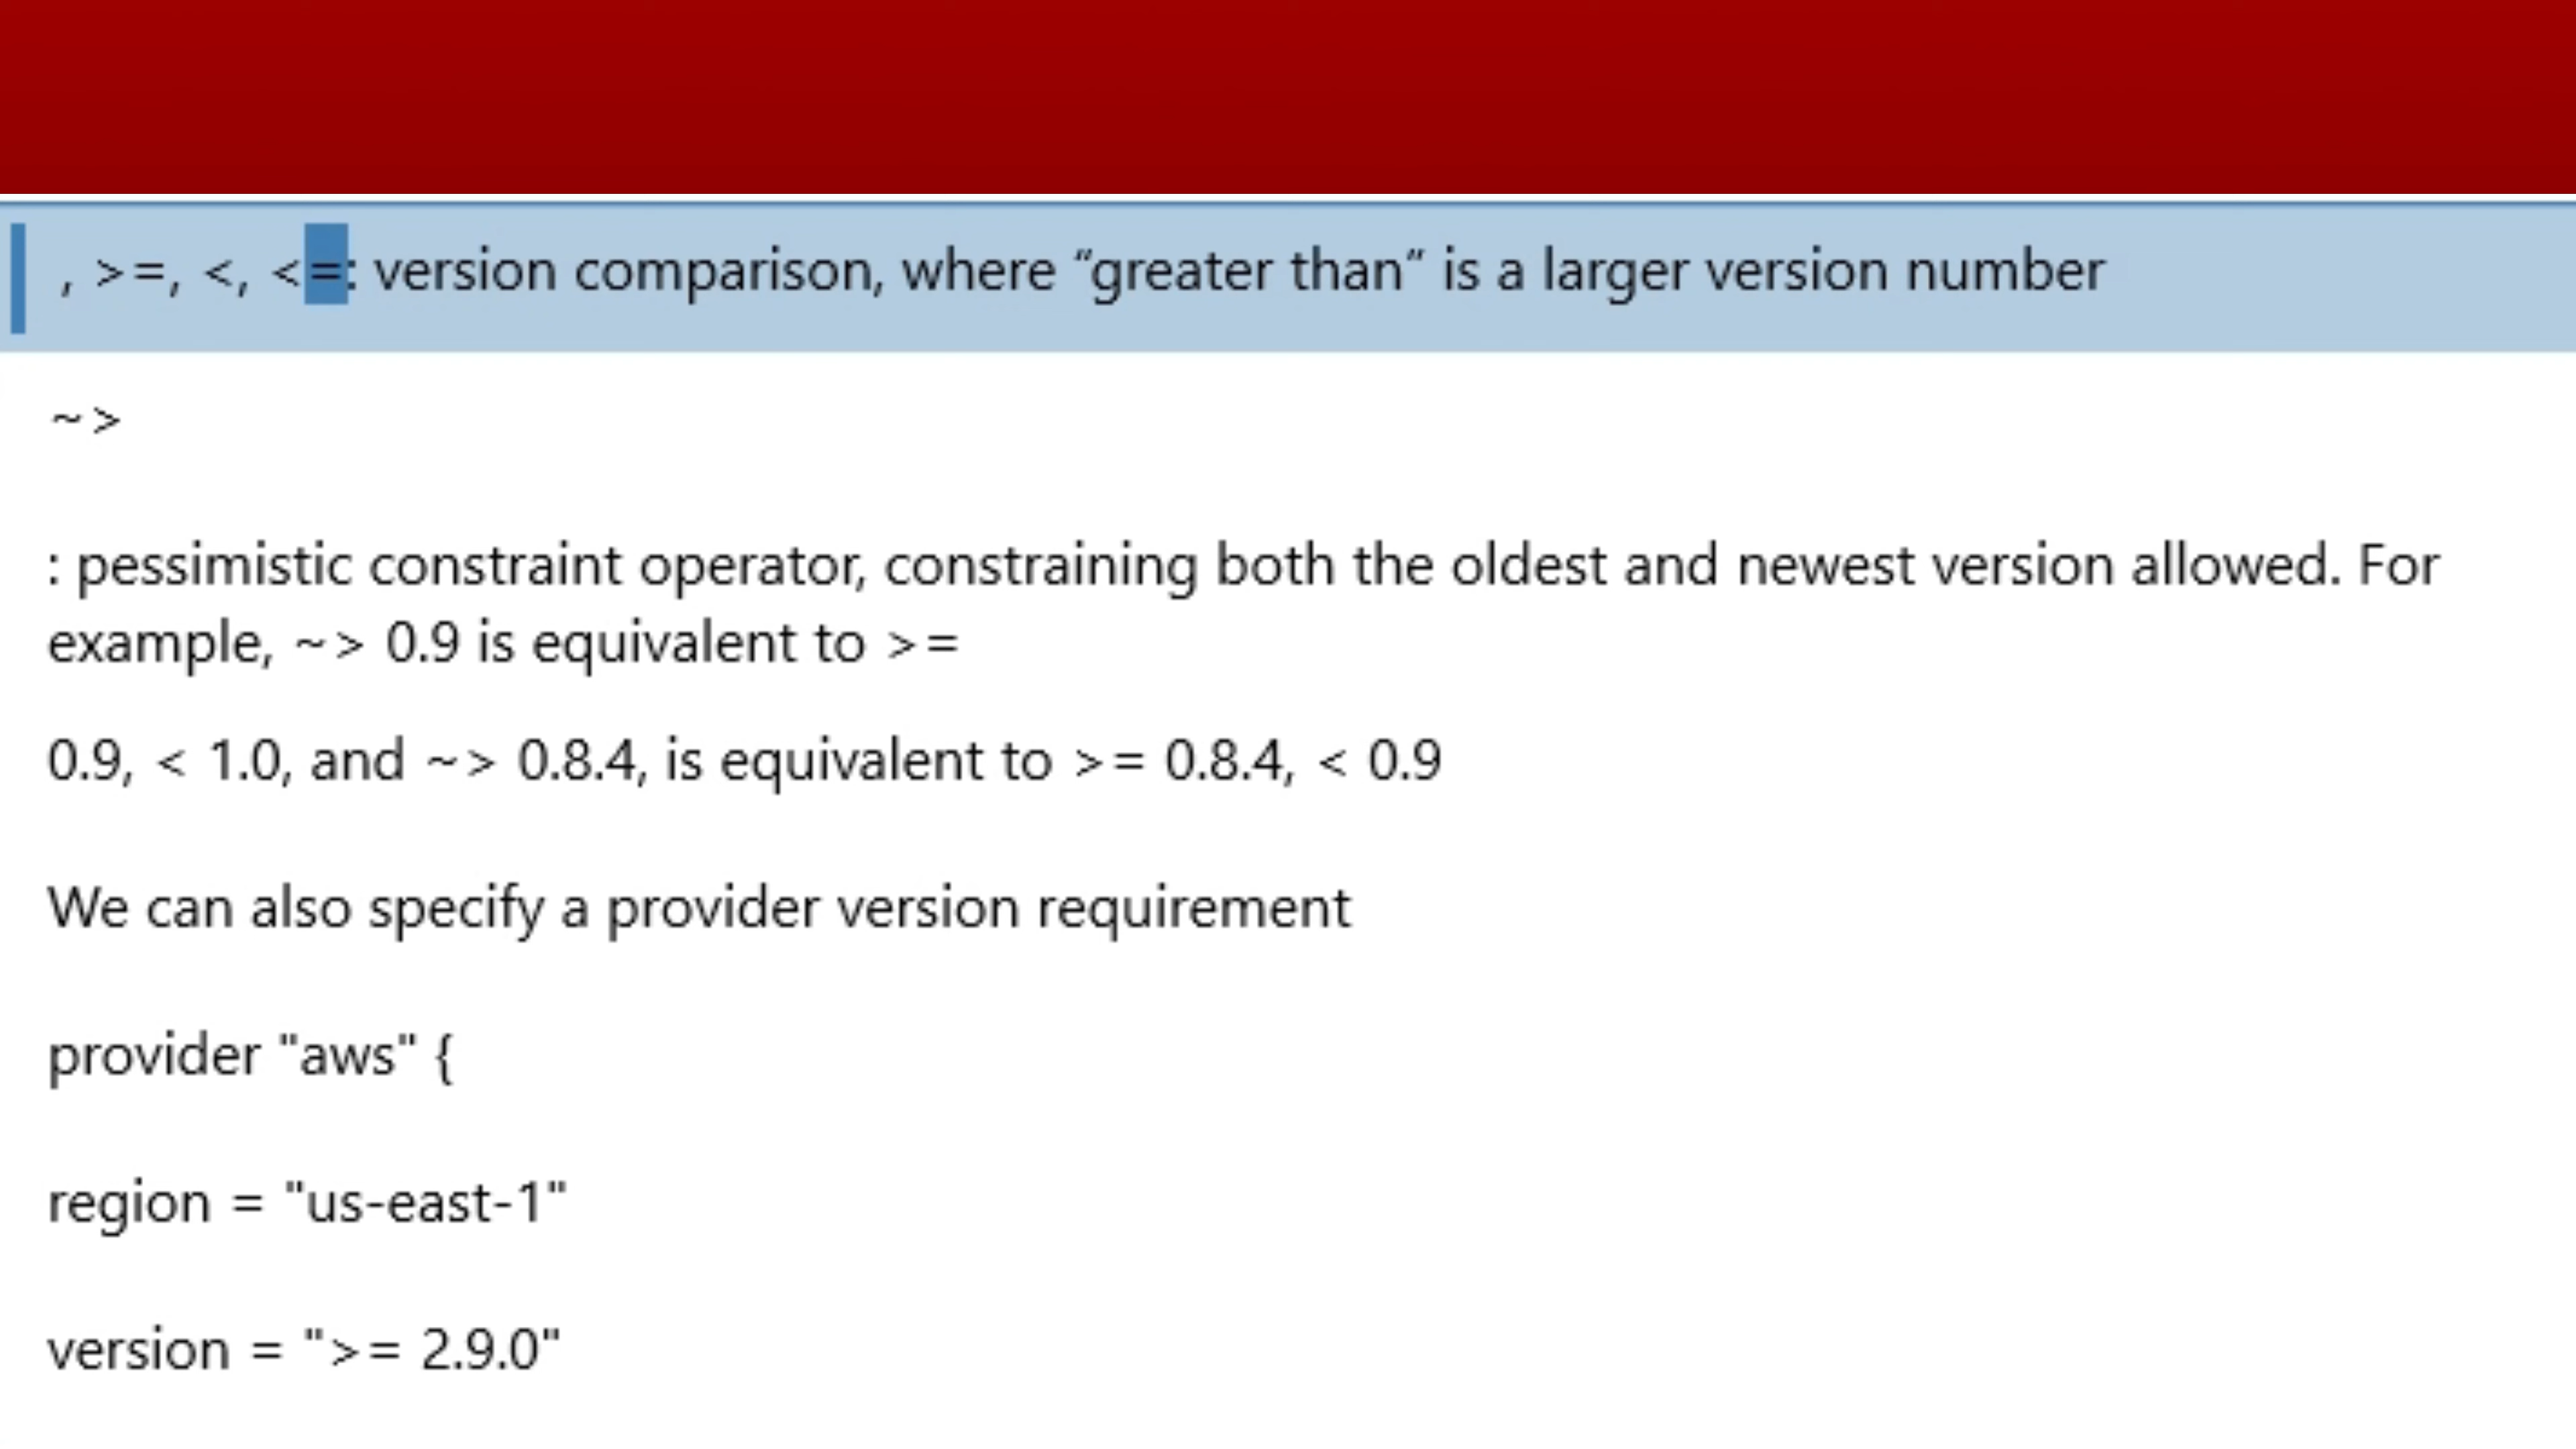 , >=, <, <=: version comparison, where “greater than” is a larger version number
~>
: pessimistic constraint operator, constraining both the oldest and newest version allowed. For
example, ~> 0.9 is equivalent to >=
0.9, < 1.0, and ~> 0.8.4, is equivalent to >= 0.8.4, < 0.9
We can also specify a provider version requirement
provider "aws" {
region = "us-east-1"
version = ">= 2.9.0"